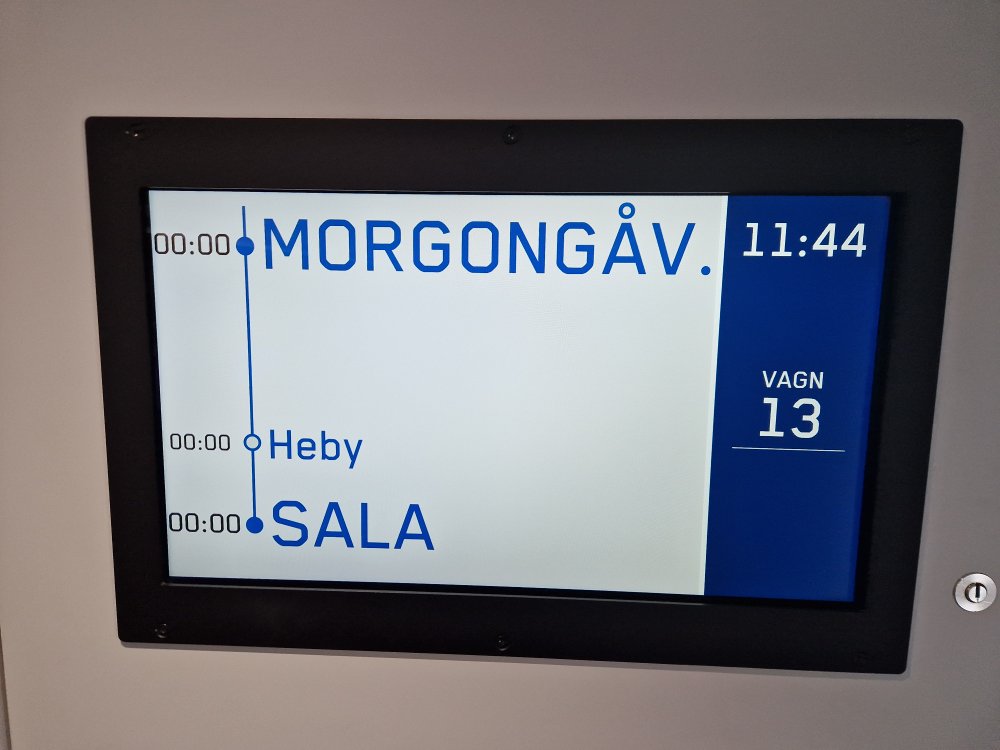 00:00 MORGONGÅV.
00:00 Heby
00:00 SALA
11:44
VAGN
13